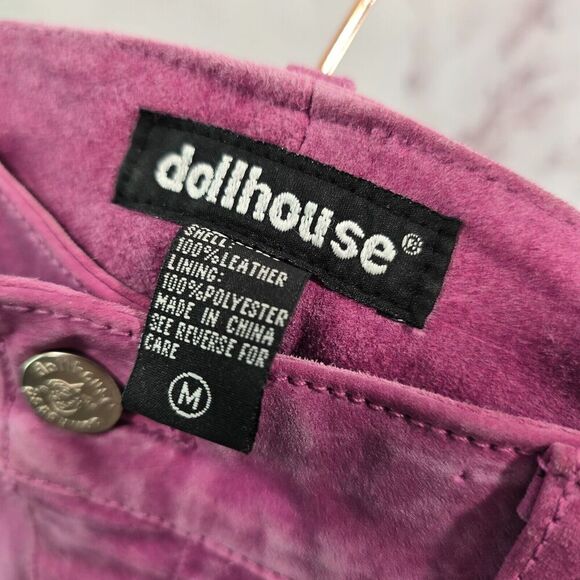 dollhouse®
SHELL:
100%LEATHER
LINING:
100%POLYESTER
MADE IN CHINA
SEE REVERSE FOR
CARE
M